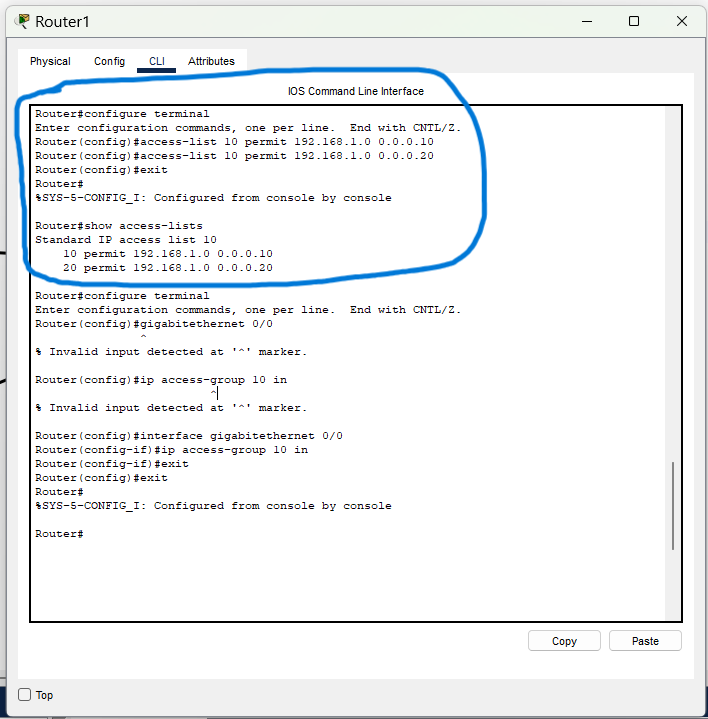 Router1
Physical Config CLI Attributes
IOS Command Line Interface
Router#configure terminal
Enter configuration commands, one per line.  End with CNTL/Z.
Router(config)#access-list 10 permit 192.168.1.0 0.0.0.10
Router(config)#access-list 10 permit 192.168.1.0 0.0.0.20
Router(config)#exit
Router#
%SYS-5-CONFIG_I: Configured from console by console
Router#show access-lists
Standard IP access list 10
    10 permit 192.168.1.0 0.0.0.10
    20 permit 192.168.1.0 0.0.0.20
Router#configure terminal
Enter configuration commands, one per line.  End with CNTL/Z.
Router(config)#gigabitethernet 0/0
^
% Invalid input detected at '^' marker.
Router(config)#ip access-group 10 in
^
% Invalid input detected at '^' marker.
Router(config)#interface gigabitethernet 0/0
Router(config-if)#ip access-group 10 in
Router(config-if)#exit
Router(config)#exit
Router#
%SYS-5-CONFIG_I: Configured from console by console
Router#
Copy Paste
Top